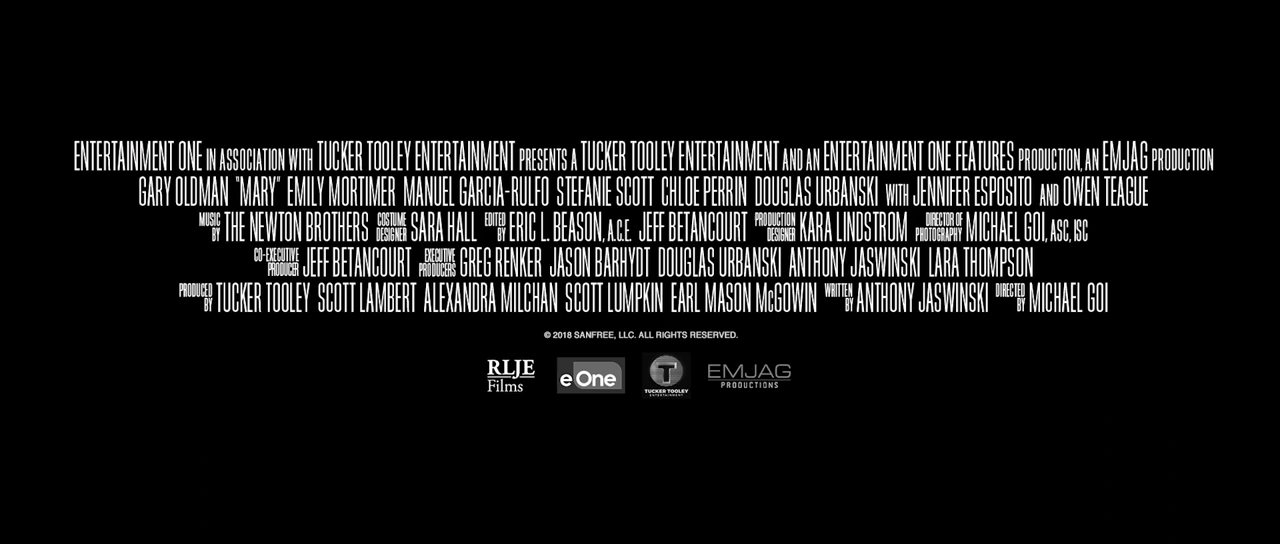 ENTERTAINMENT ONE IN ASSOCIATION WITH TUCKER TOOLEY ENTERTAINMENT PRESENTS A TUCKER TOOLEY ENTERTAINMENT AND AN ENTERTAINMENT ONE FEATURES PRODUCTION, AN EMJAG PRODUCTION
GARY OLDMAN "MARY" EMILY MORTIMER MANUEL GARCIA-RULFO STEFANIE SCOTT CHLOE PERRIN DOUGLAS URBANSKI WITH JENNIFER ESPOSITO AND OWEN TEAGUE
MUSIC BY THE NEWTON BROTHERS COSTUME DESIGNER SARA HALL EDITED BY ERIC L. BEASON, A.C.E. JEFF BETANCOURT PRODUCTION DESIGNER KARA LINDSTROM DIRECTOR OF PHOTOGRAPHY MICHAEL GOI, ASC, ISC
CO-EXECUTIVE PRODUCER JEFF BETANCOURT EXECUTIVE PRODUCERS GREG RENKER JASON BARHYDT DOUGLAS URBANSKI ANTHONY JASWINSKI LARA THOMPSON
PRODUCED BY TUCKER TOOLEY SCOTT LAMBERT ALEXANDRA MILCHAN SCOTT LUMPKIN EARL MASON McGOWIN WRITTEN BY ANTHONY JASWINSKI DIRECTED BY MICHAEL GOI
© 2018 SANFREE, LLC. ALL RIGHTS RESERVED.
RLJE Films
eOne
T
TUCKER TOOLEY
ENTERTAINMENT
EMJAG
PRODUCTIONS